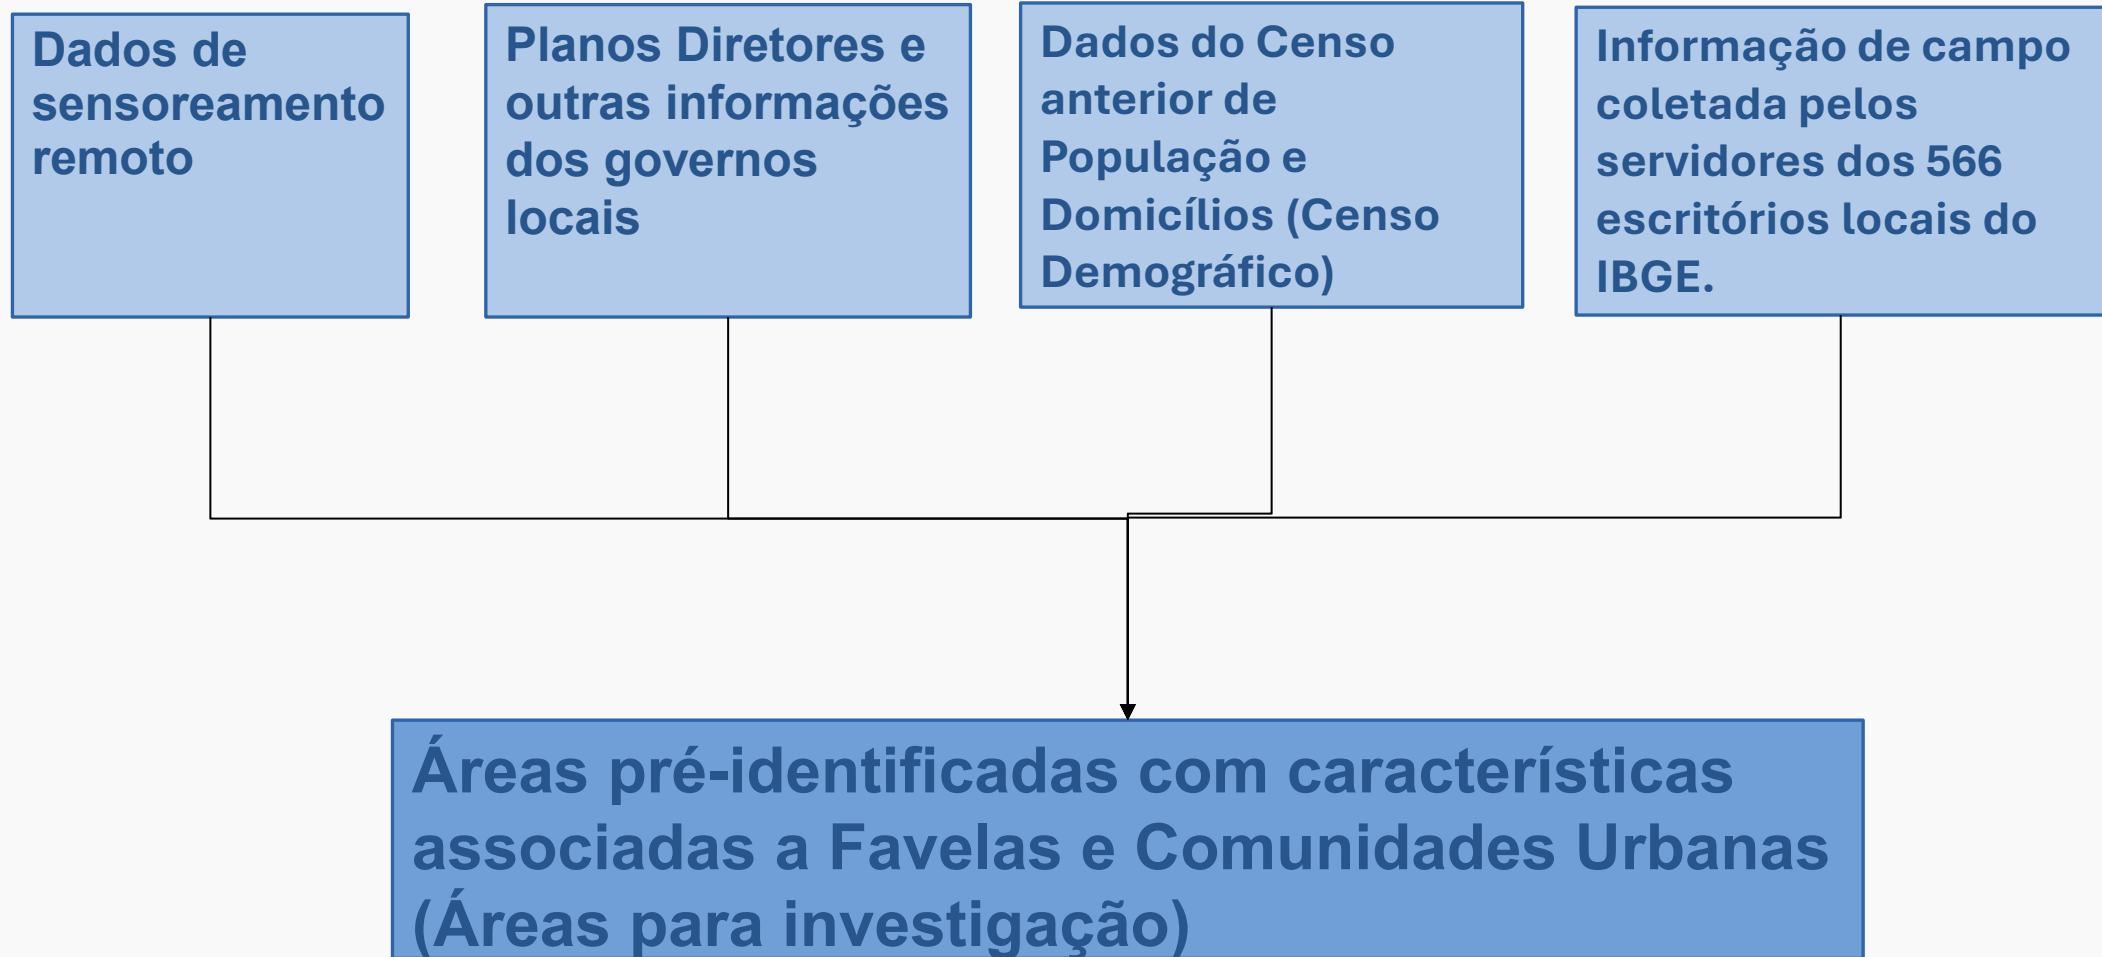 Dados de
sensoreamento
remoto
Planos Diretores e
outras informações
dos governos
locais
Dados do Censo
anterior de
População e
Domicílios (Censo
Demográfico)
Informação de campo
coletada pelos
servidores dos 566
escritórios locais do
IBGE.
Áreas pré-identificadas com características
associadas a Favelas e Comunidades Urbanas
(Áreas para investigação)